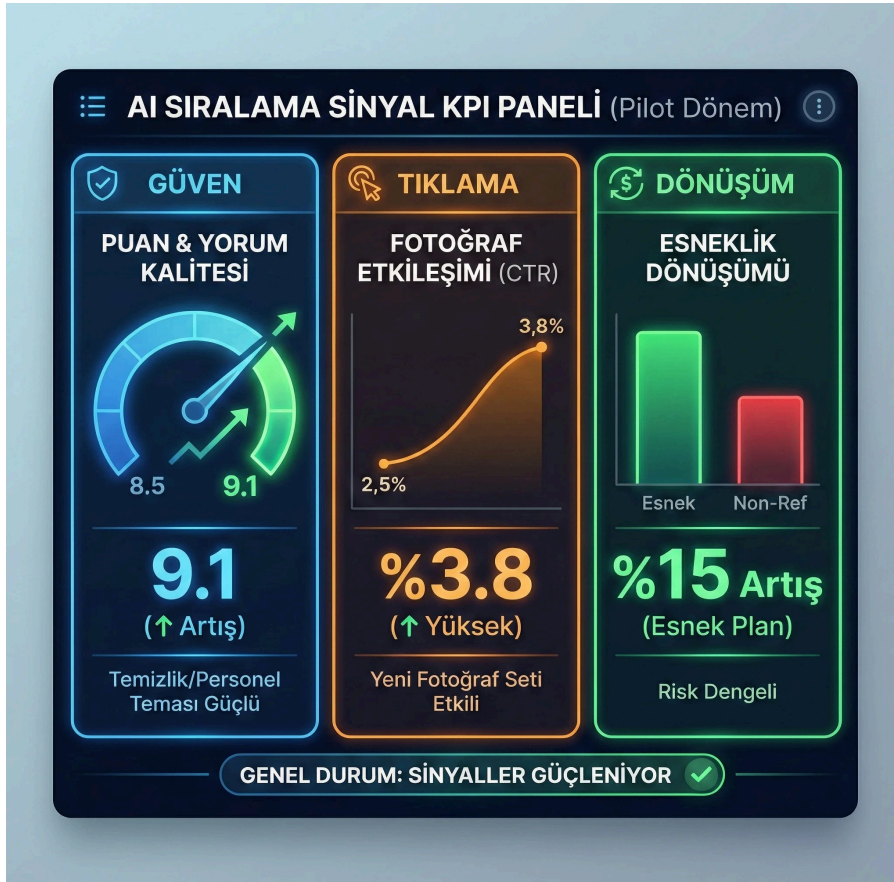 AI SIRALAMA SİNYAL KPI PANELİ (Pilot Dönem)
GÜVEN
PUAN & YORUM
KALİTESİ
8.5
9.1
9.1
(↑ Artış)
Temizlik/Personel
Teması Güçlü
TIKLAMA
FOTOĞRAF
ETKİLEŞİMİ (CTR)
3,8%
2,5%
%3.8
(↑ Yüksek)
Yeni Fotoğraf Seti
Etkili
DÖNÜŞÜM
ESNEKLİK
DÖNÜŞÜMÜ
Esnek
Non-Ref
%15 Artış
(Esnek Plan)
Risk Dengeli
GENEL DURUM: SİNYALLER GÜÇLENİYOR